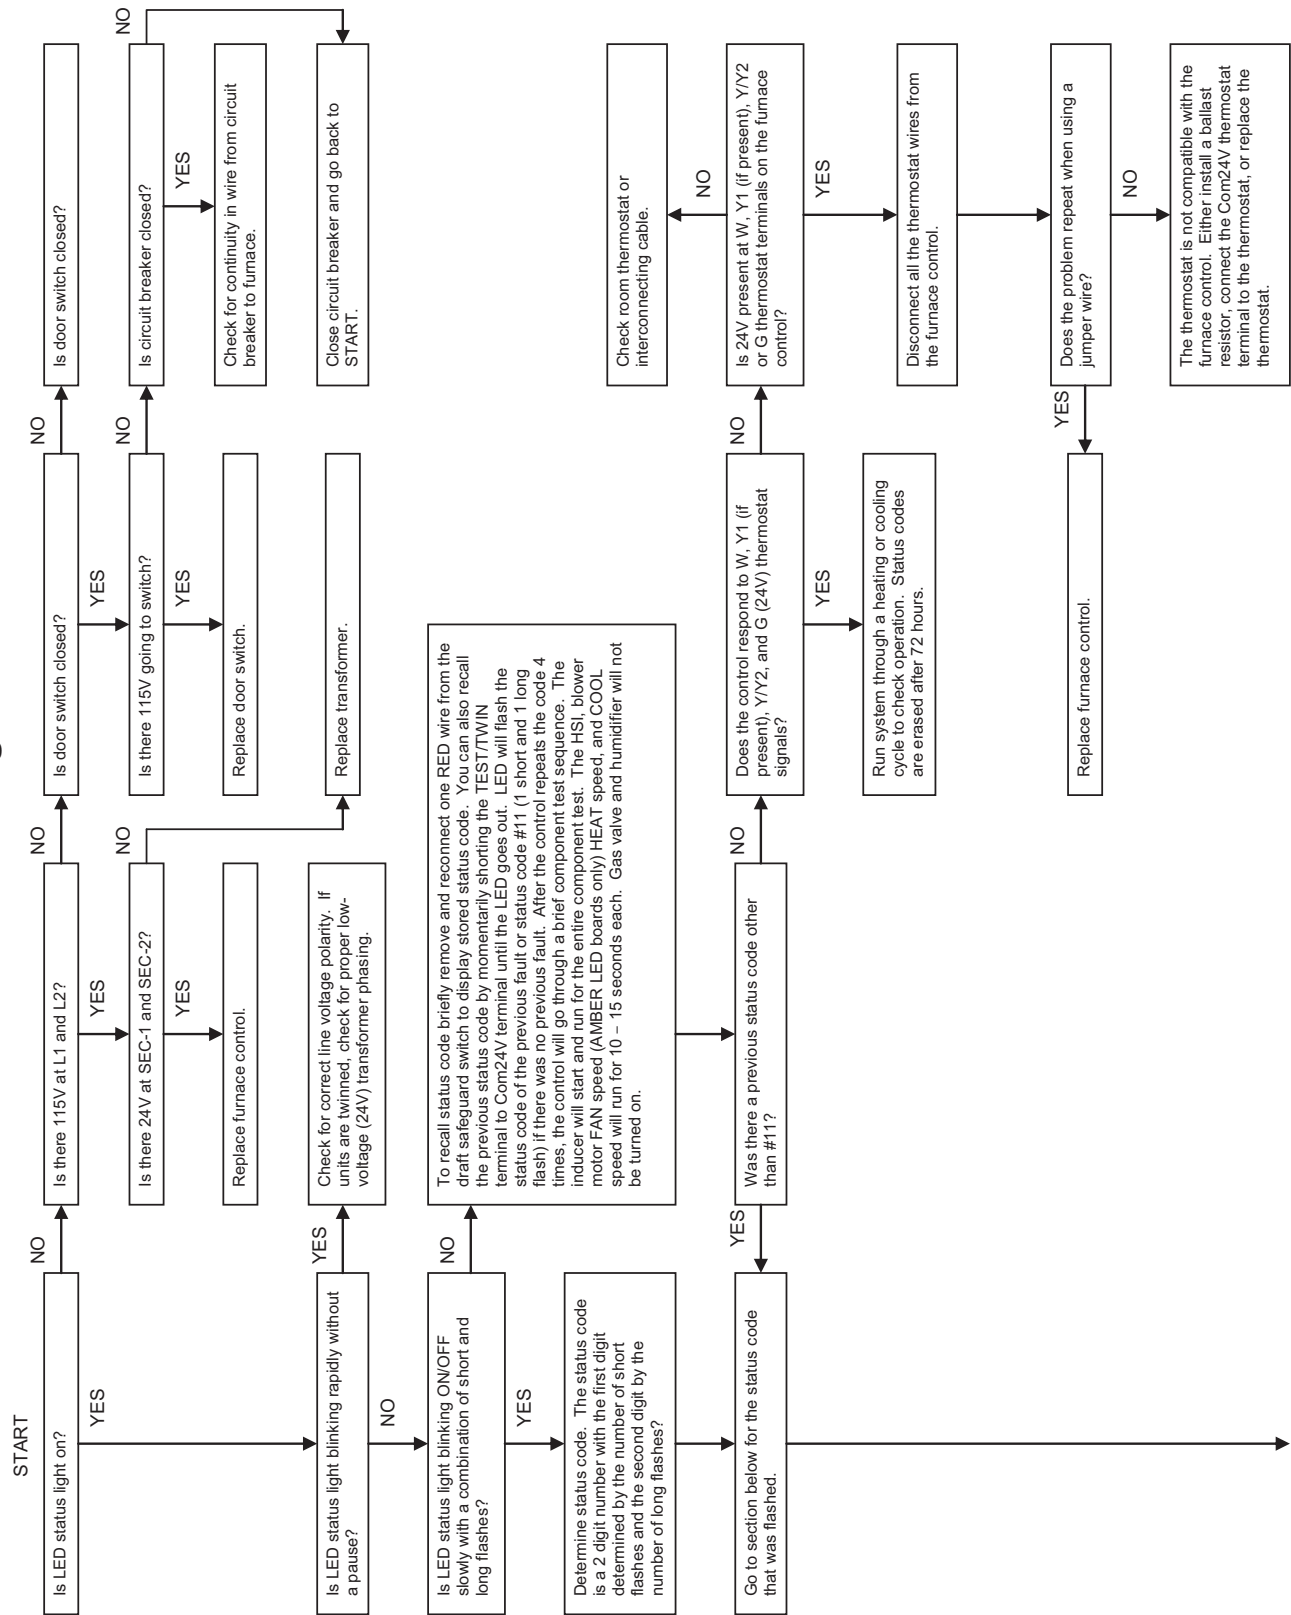 START
Is LED status light on?
NO
YES
Is there 115V at L1 and L2?
NO
YES
Is door switch closed?
NO
YES
Is door switch closed?
Is there 24V at SEC-1 and SEC-2?
NO
YES
Is there 115V going to switch?
NO
YES
Is circuit breaker closed?
NO
YES
Replace furnace control.
Replace door switch.
Check for continuity in wire from circuit
breaker to furnace.
Is LED status light blinking rapidly without
a pause?
YES
NO
Check for correct line voltage polarity. If
units are twinned, check for proper low-
voltage (24V) transformer phasing.
Replace transformer.
Close circuit breaker and go back to
START.
Is LED status light blinking ON/OFF
slowly with a combination of short and
long flashes?
NO
YES
To recall status code briefly remove and reconnect one RED wire from the
draft safeguard switch to display stored status code. You can also recall
the previous status code by momentarily shorting the TEST/TWIN
terminal to Com24V terminal until the LED goes out. LED will flash the
status code of the previous fault or status code #11 (1 short and 1 long
flash) if there was no previous fault. After the control repeats the code 4
times, the control will go through a brief component test sequence. The
inducer will start and run for the entire component test. The HSI, blower
motor FAN speed (AMBER LED boards only) HEAT speed, and COOL
speed will run for 10 – 15 seconds each. Gas valve and humidifier will not
be turned on.
Determine status code. The status code
is a 2 digit number with the first digit
determined by the number of short
flashes and the second digit by the
number of long flashes?
Check room thermostat or
interconnecting cable.
NO
Go to section below for the status code
that was flashed.
YES
Was there a previous status code other
than #11?
NO
Does the control respond to W, Y1 (if
present), Y/Y2, and G (24V) thermostat
signals?
NO
YES
Is 24V present at W, Y1 (if present), Y/Y2
or G thermostat terminals on the furnace
control?
YES
Run system through a heating or cooling
cycle to check operation. Status codes
are erased after 72 hours.
Disconnect all the thermostat wires from
the furnace control.
Replace furnace control.
YES
Does the problem repeat when using a
jumper wire?
NO
The thermostat is not compatible with the
furnace control. Either install a ballast
resistor, connect the Com24V thermostat
terminal to the thermostat, or replace the
thermostat.